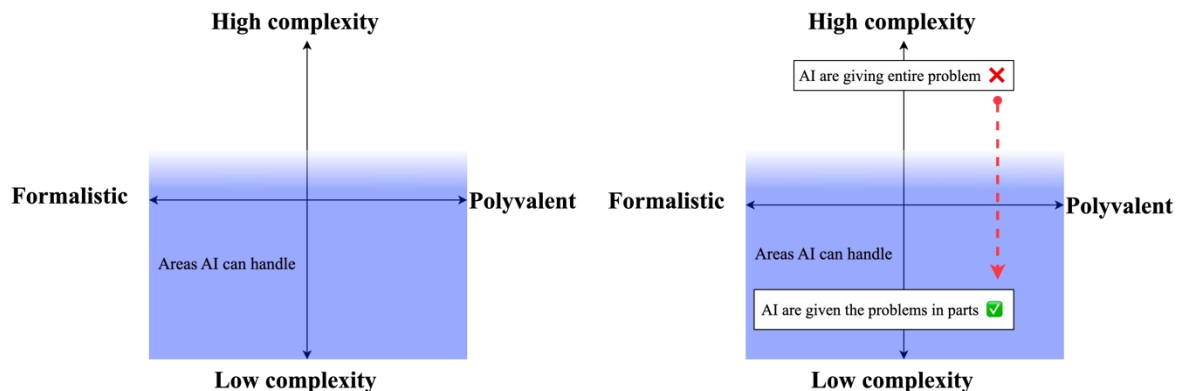 High complexity
Formalistic
Polyvalent
Areas AI can handle
Low complexity
High complexity
AI are giving entire problem
Formalistic
Polyvalent
Areas AI can handle
AI are given the problems in parts
Low complexity